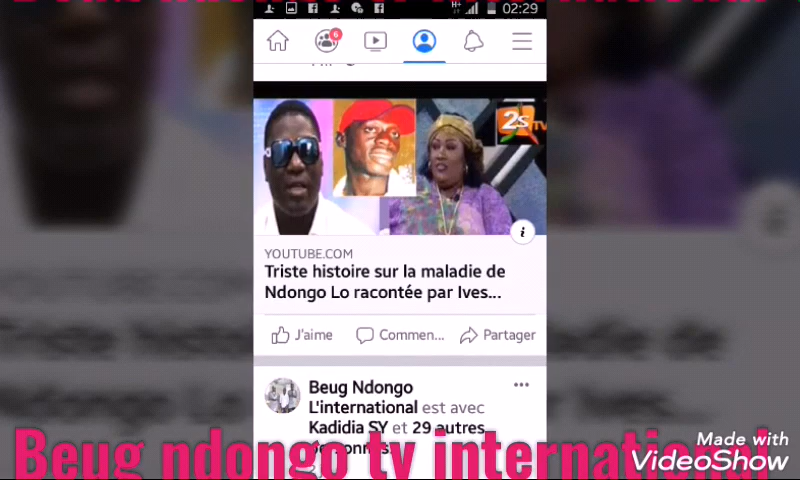 H+ 02:29
6
2s TV
YOUTUBE.COM
Triste histoire sur la maladie de
Ndongo Lo racontée par Ives...
J'aime Commen... Partager
Beug Ndongo
L'international est avec
Kadidia SY et 29 autres
Beug ndongo tv international
Made with
VideoShow